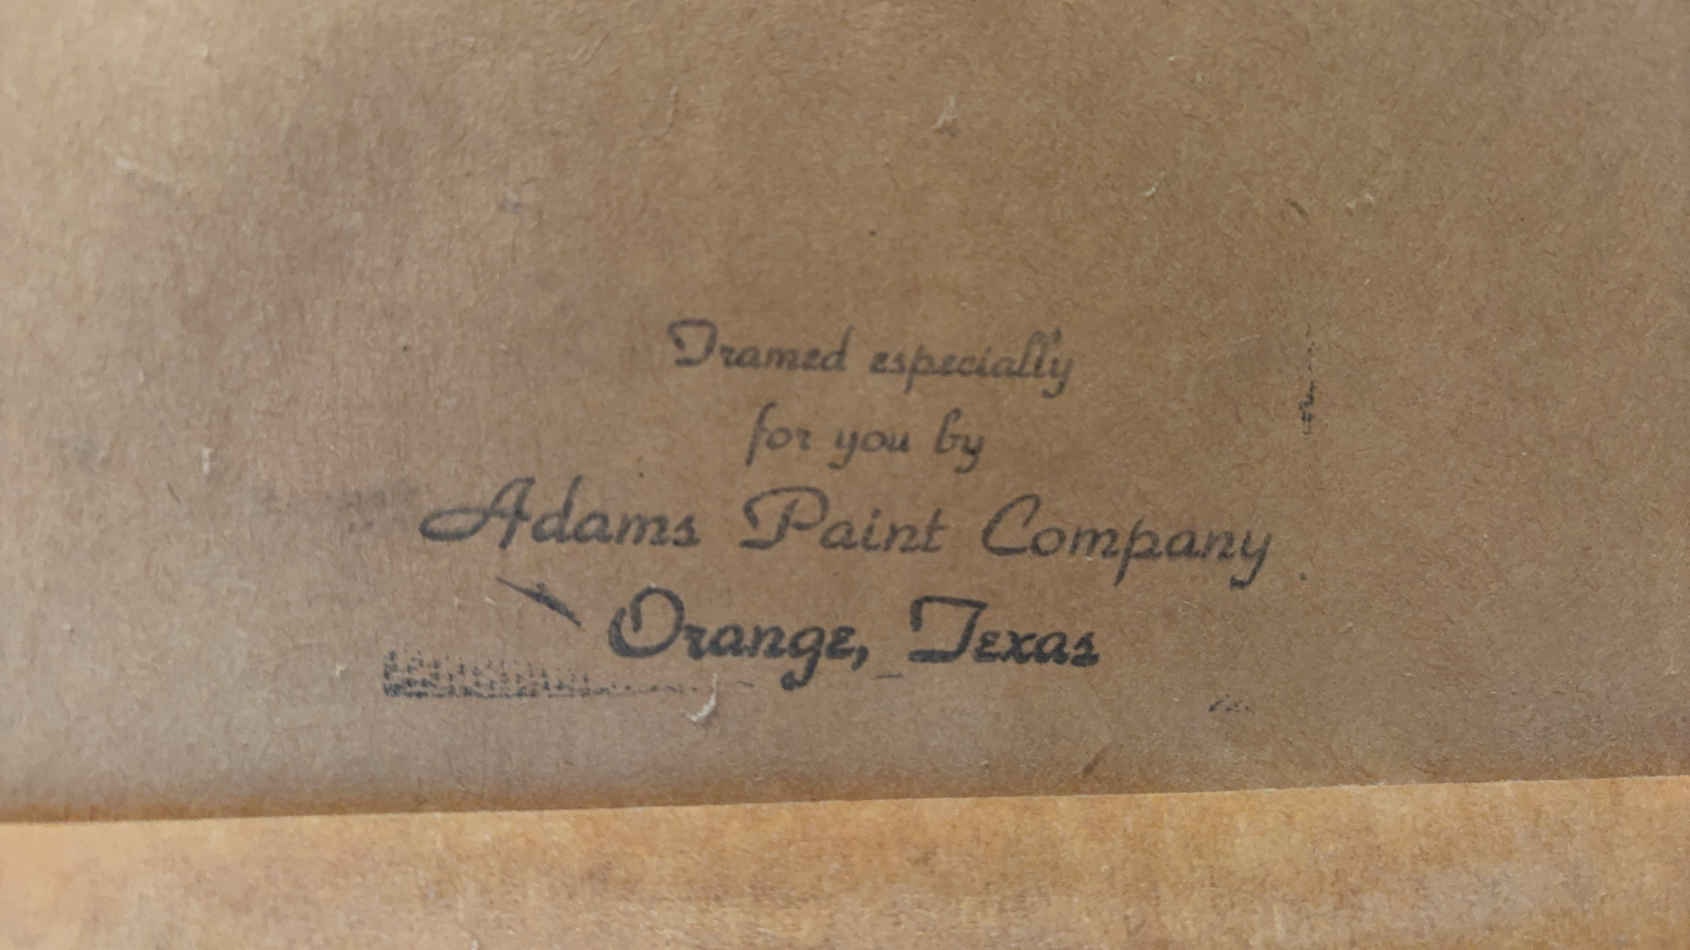 Framed especially
for you by
Adams Paint Company
Orange, Texas